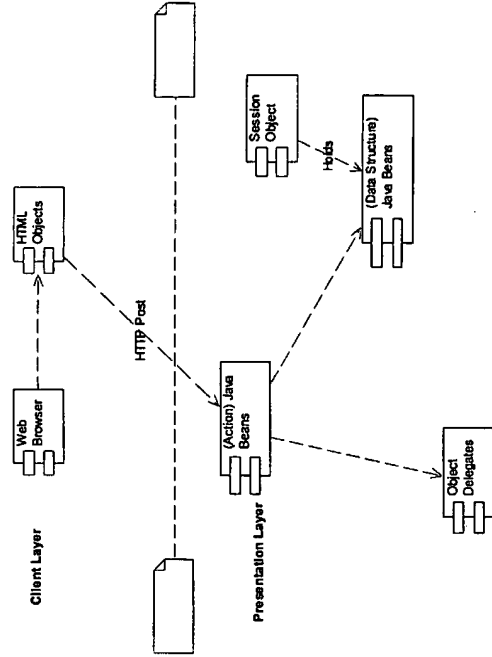 Client Layer
Web
Browser
HTML
Objects
HTTP Post
Presentation Layer
(Action) Java
Beans
Session
Object
Holds
(Data Structure)
Java Beans
Object
Delegates